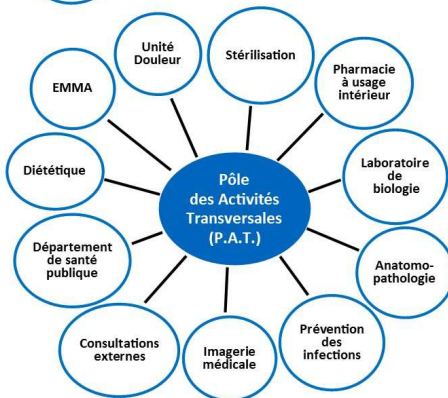 Unité
Douleur
Stérilisation
Pharmacie
à usage
intérieur
EMMA
Laboratoire
de
biologie
Diététique
Pôle
des Activités
Transversales
(P.A.T.)
Département
de santé
publique
Anatomo-
pathologie
Prévention
des
infections
Consultations
externes
Imagerie
médicale